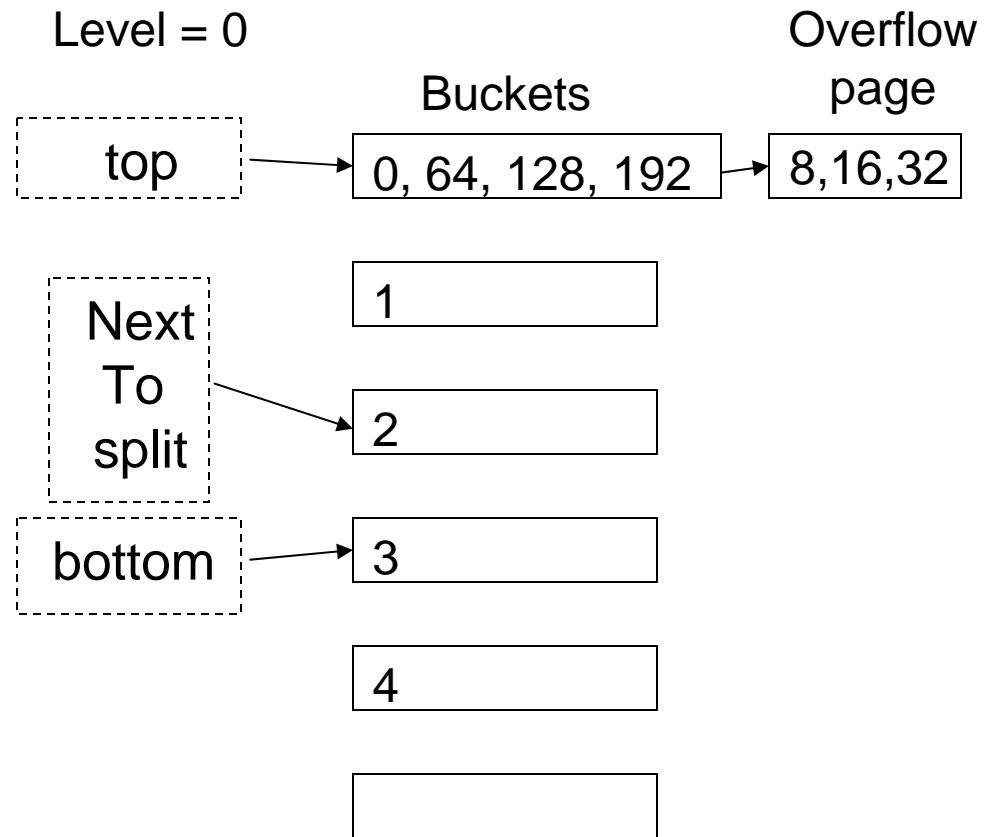 Level = 0
Overflow
page
Buckets
top
0, 64, 128, 192
8,16,32
1
Next
To
split
2
bottom
3
4